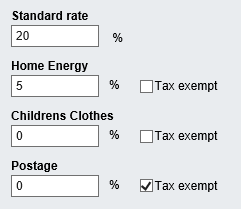 Standard rate
20 %
Home Energy
5 % Tax exempt
Childrens Clothes
0 % Tax exempt
Postage
0 % Tax exempt